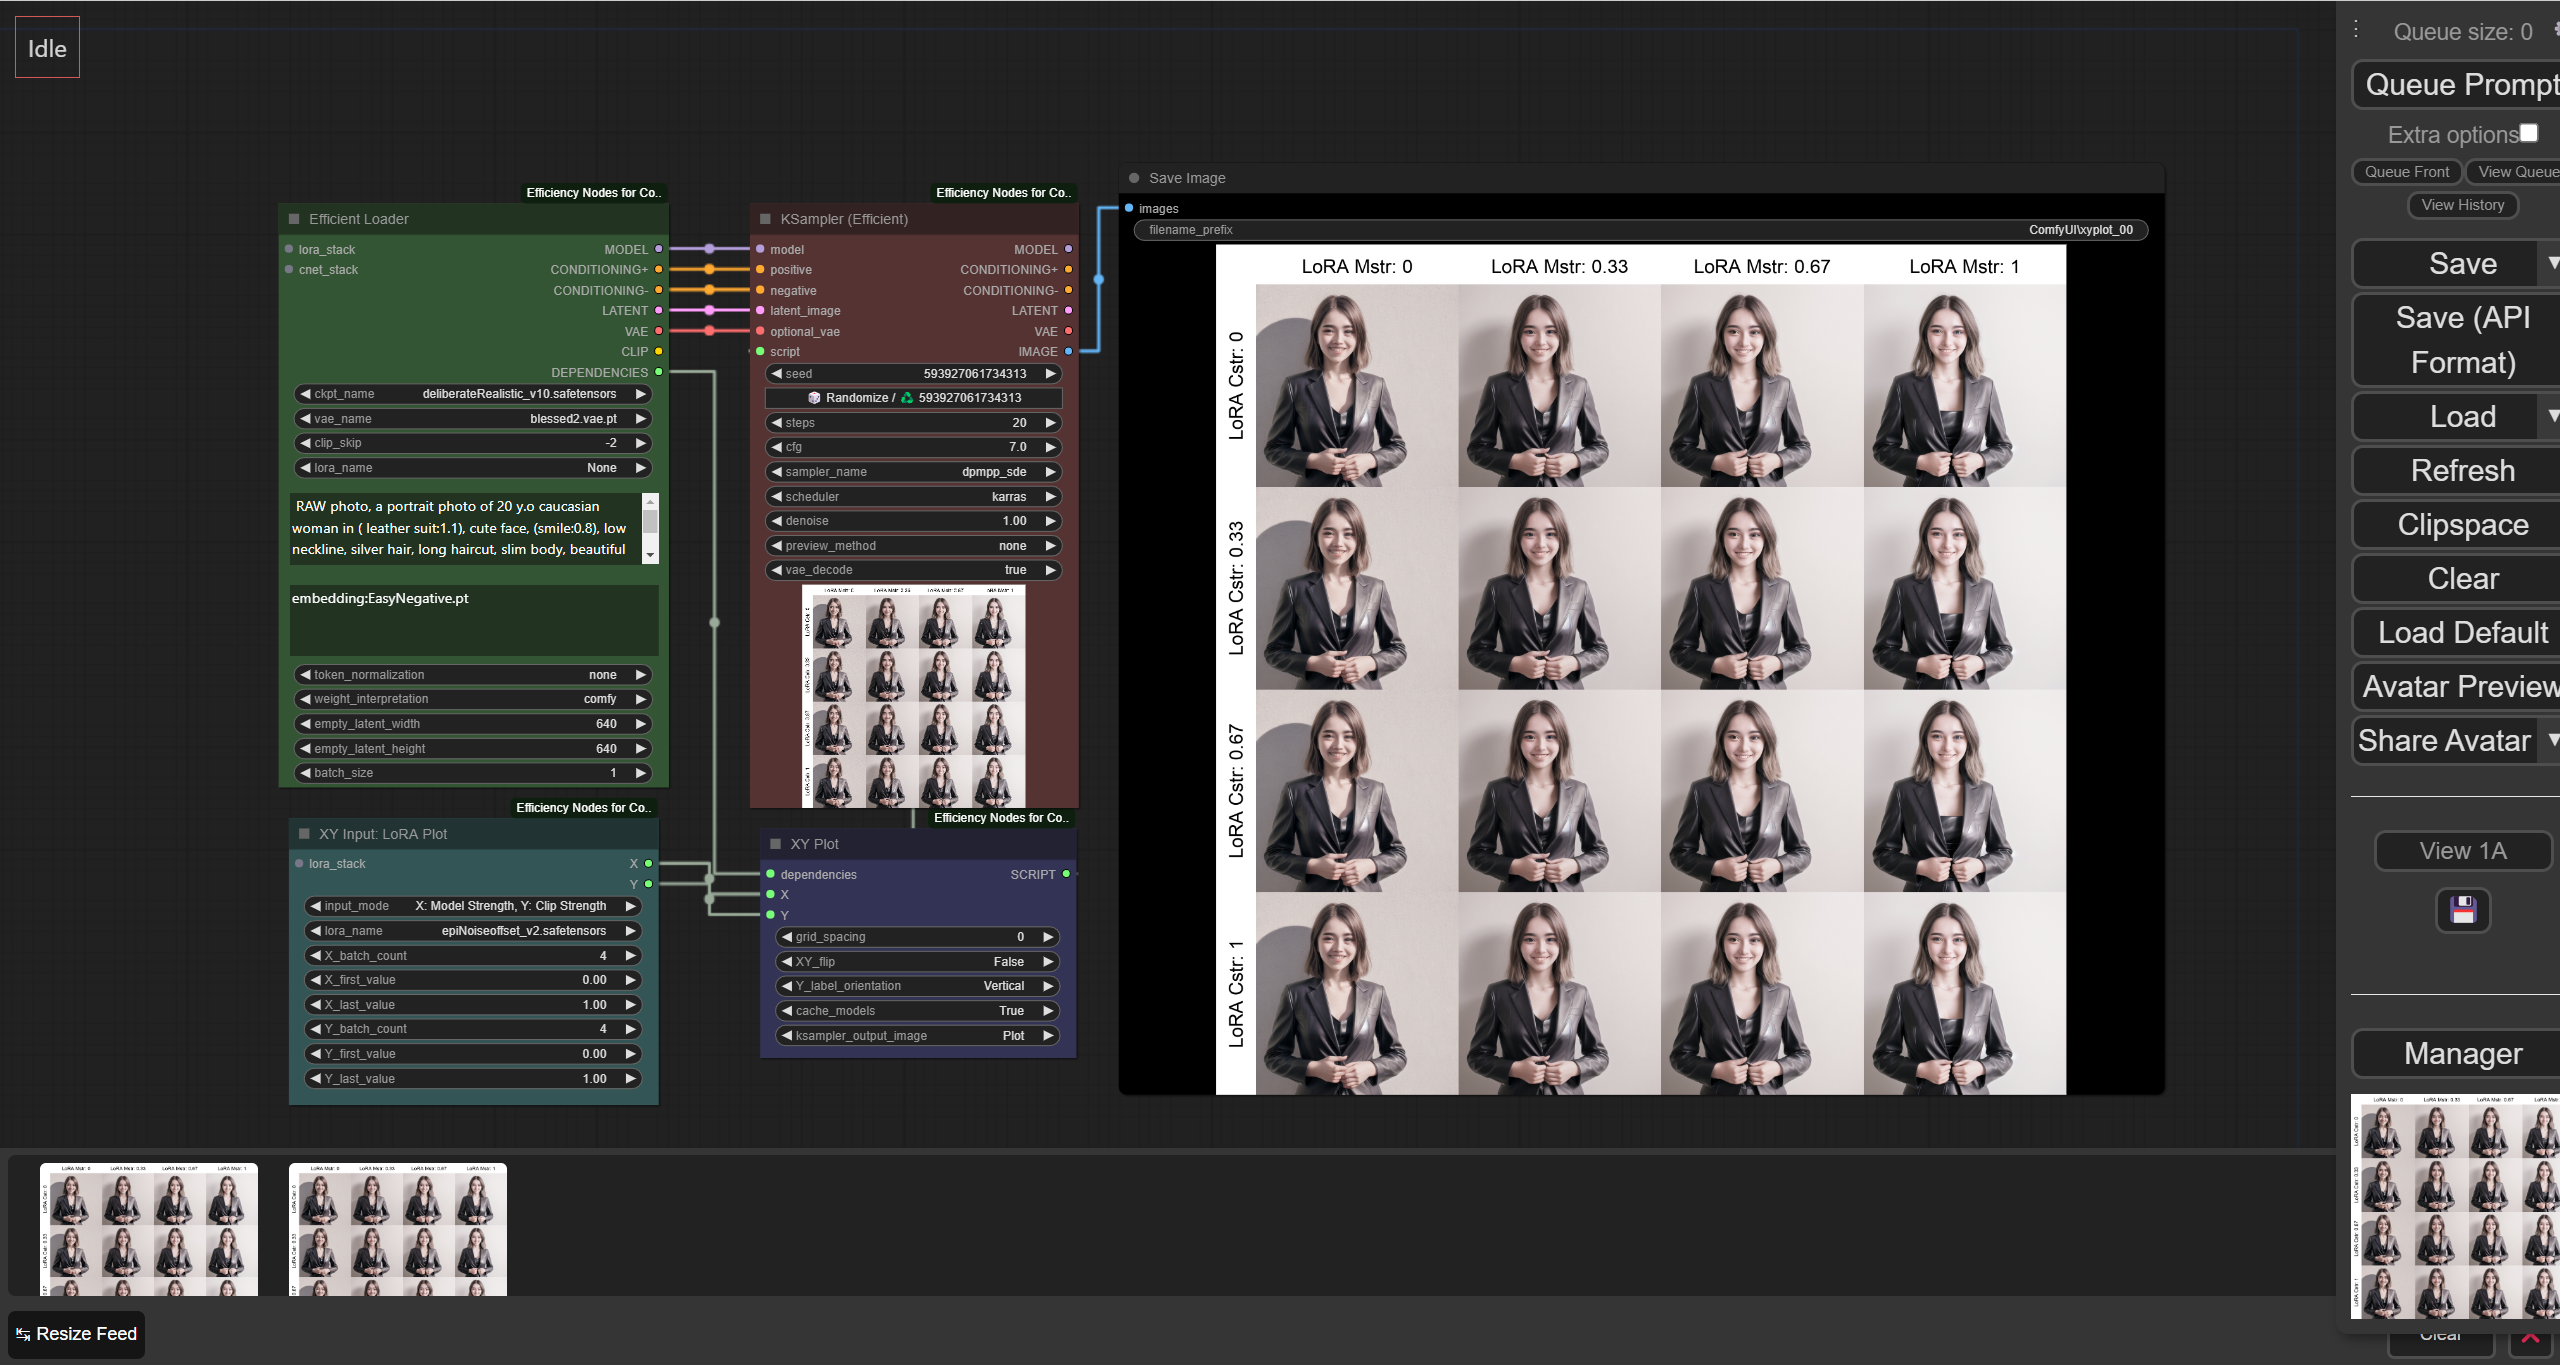 Idle
Efficiency Nodes for Co..
Efficient Loader
lora_stack
MODEL
cnet_stack
CONDITIONING+
CONDITIONING-
LATENT
VAE
CLIP
DEPENDENCIES
ckpt_name deliberateRealistic_v10.safetensors
vae_name blessed2.vae.pt
clip_skip -2
lora_name None
RAW photo, a portrait photo of 20 y.o caucasian
woman in ( leather suit:1.1), cute face, (smile:0.8), low
neckline, silver hair, long haircut, slim body, beautiful
embedding:EasyNegative.pt
token_normalization none
weight_interpretation comfy
empty_latent_width 640
empty_latent_height 640
batch_size 1
Efficiency Nodes for Co..
XY Input: LoRA Plot
lora_stack
X
Y
input_mode X: Model Strength, Y: Clip Strength
lora_name epiNoiseoffset_v2.safetensors
X_batch_count 4
X_first_value 0.00
X_last_value 1.00
Y_batch_count 4
Y_first_value 0.00
Y_last_value 1.00
Efficiency Nodes for Co..
KSampler (Efficient)
model MODEL
positive CONDITIONING+
negative CONDITIONING-
latent_image LATENT
optional_vae VAE
script IMAGE
seed 593927061734313
Randomize / 593927061734313
steps 20
cfg 7.0
sampler_name dpmpp_sde
scheduler karras
denoise 1.00
preview_method none
vae_decode true
Efficiency Nodes for Co..
XY Plot
dependencies SCRIPT
X
Y
grid_spacing 0
XY_flip False
Y_label_orientation Vertical
cache_models True
ksampler_output_image Plot
Save Image
images
filename_prefix ComfyUI\xyplot_00
LoRA Mstr: 0
LoRA Mstr: 0.33
LoRA Mstr: 0.67
LoRA Mstr: 1
LoRA Cstr: 0
LoRA Cstr: 0.33
LoRA Cstr: 0.67
LoRA Cstr: 1
Queue size: 0
Queue Prompt
Extra options
Queue Front
View Queue
View History
Save
Save (API
Format)
Load
Refresh
Clipspace
Clear
Load Default
Avatar Preview
Share Avatar
View 1A
Manager
Clear
Resize Feed